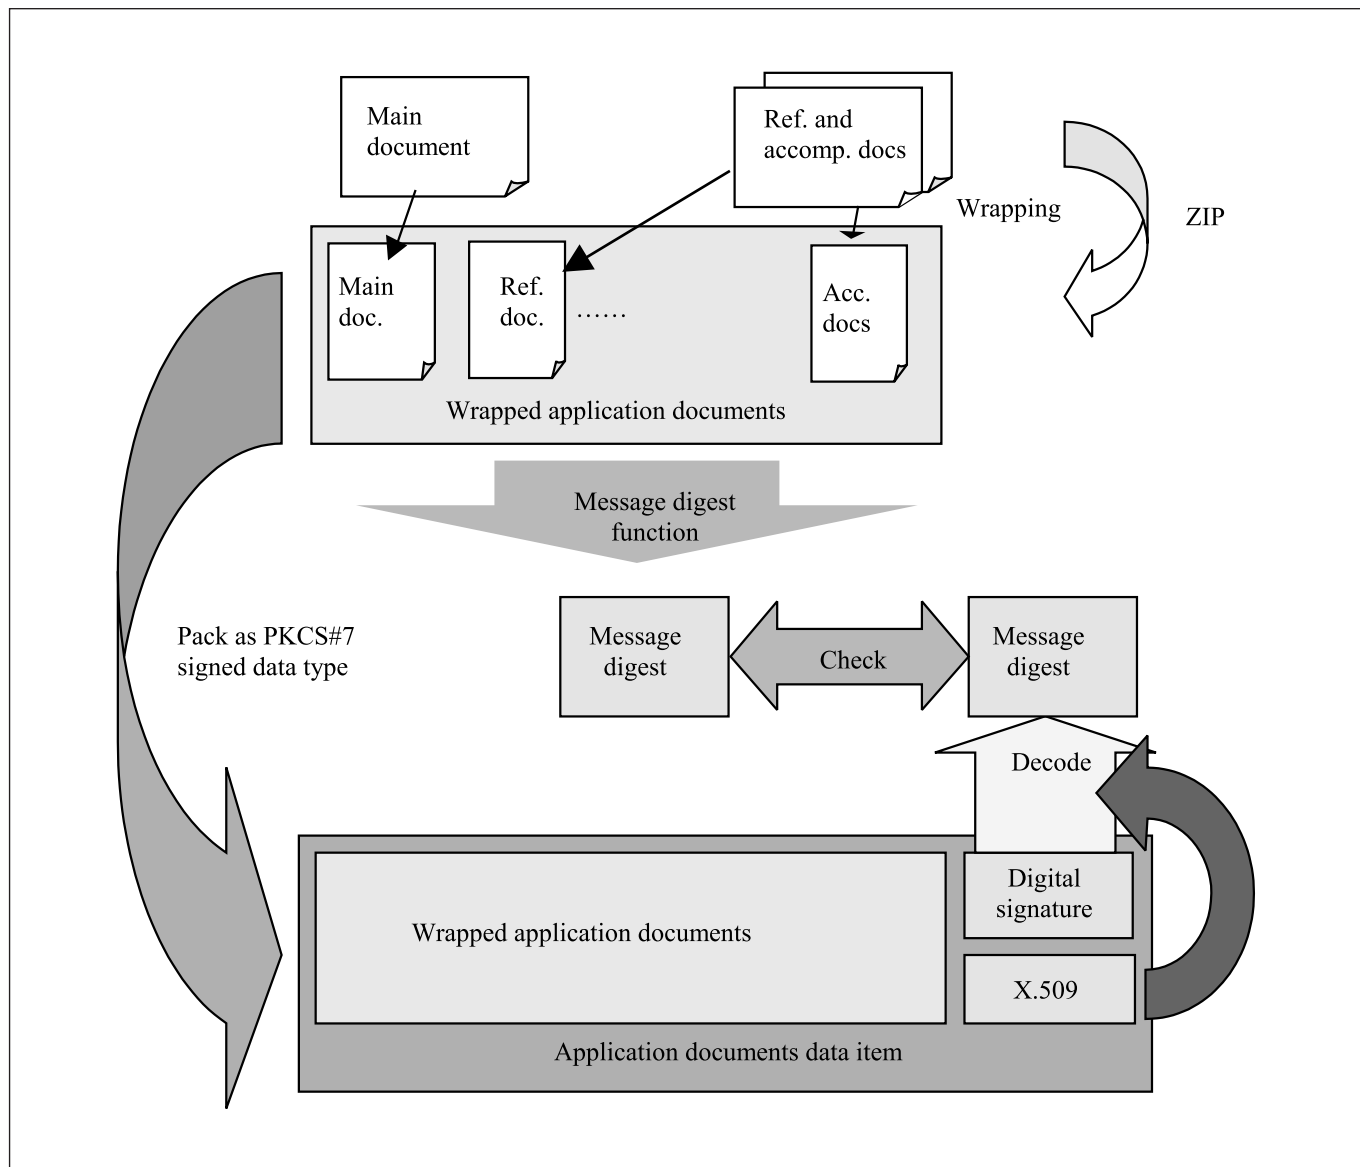 Main
document
Ref. and
accomp. docs
Wrapping
ZIP
Main
doc.
Ref.
doc.
......
Acc.
docs
Wrapped application documents
Message digest
function
Pack as PKCS#7
signed data type
Message
digest
Check
Message
digest
Decode
Digital
signature
Wrapped application documents
X.509
Application documents data item